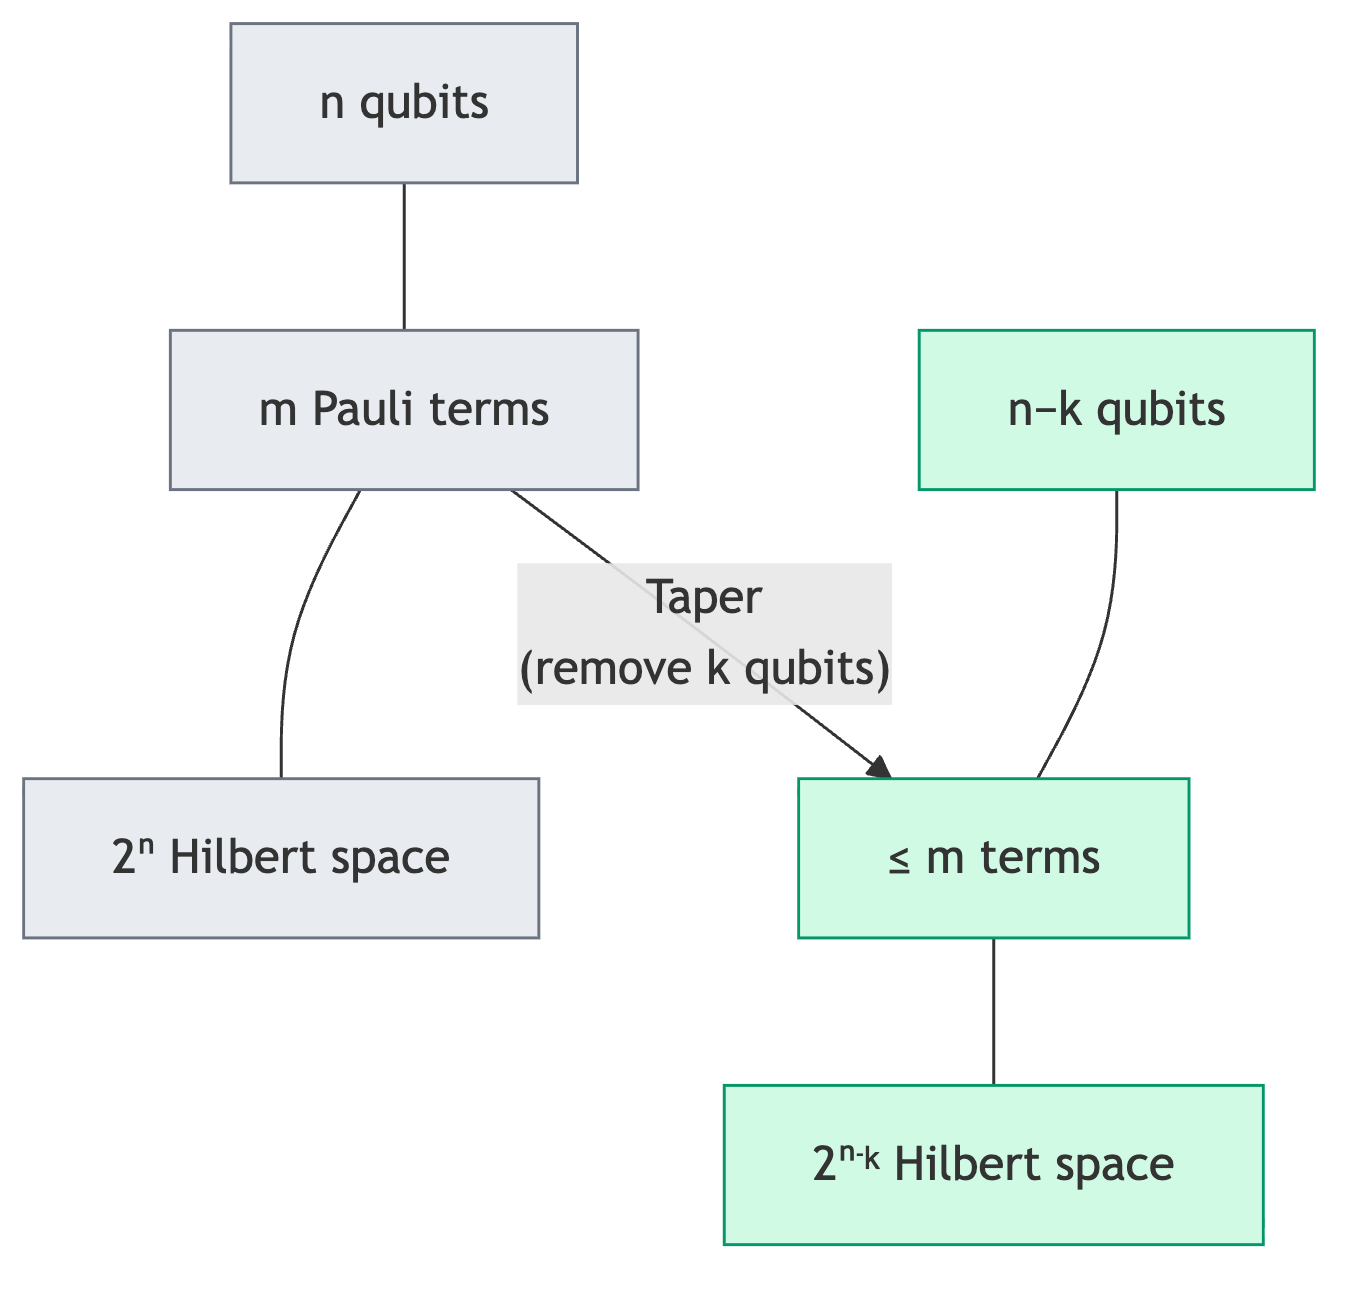 n qubits
m Pauli terms
n–k qubits
Taper
(remove k qubits)
2ⁿ Hilbert space
≤ m terms
2ⁿ⁻ᵏ Hilbert space